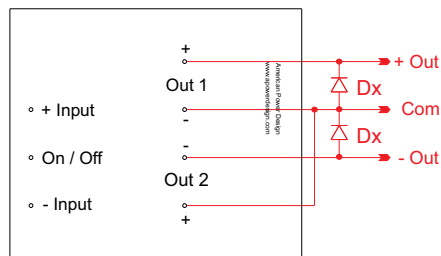 +
+ Out
Out 1
Dx
American Power Design
www.apowerdesign.com
+ Input
Com
-
-
Dx
On / Off
- Out
Out 2
- Input
+